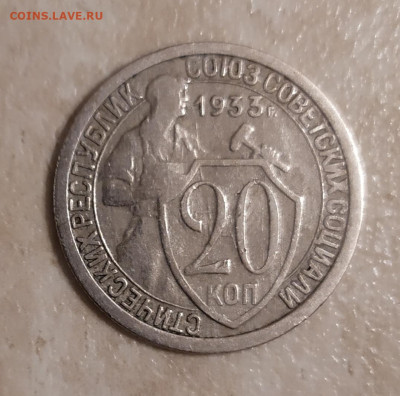 COINS.LAVE.RU
СОЮЗ СОВЕТСКИХ СОЦИАЛИ
СТИЧЕСКИХ РЕСПУБЛИК
1933г.
20
КОП